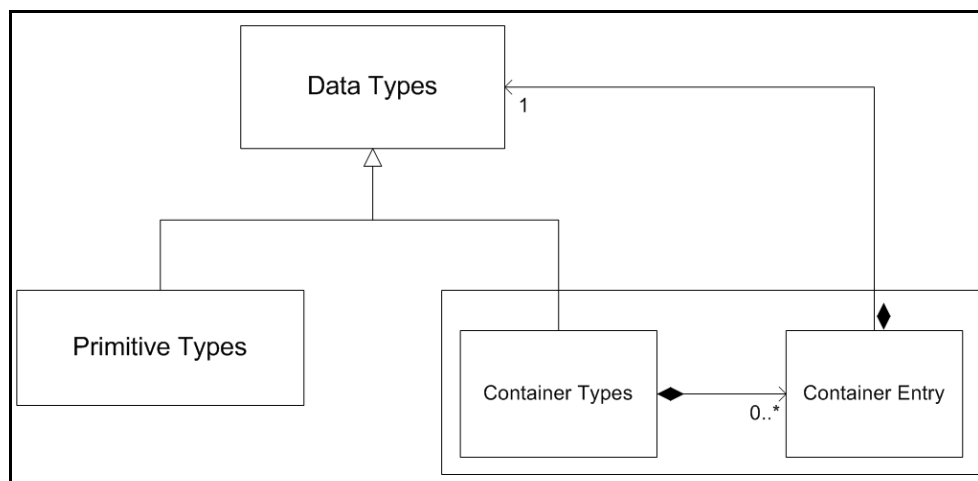 Data Types
1
Primitive Types
Container Types
0..*
Container Entry